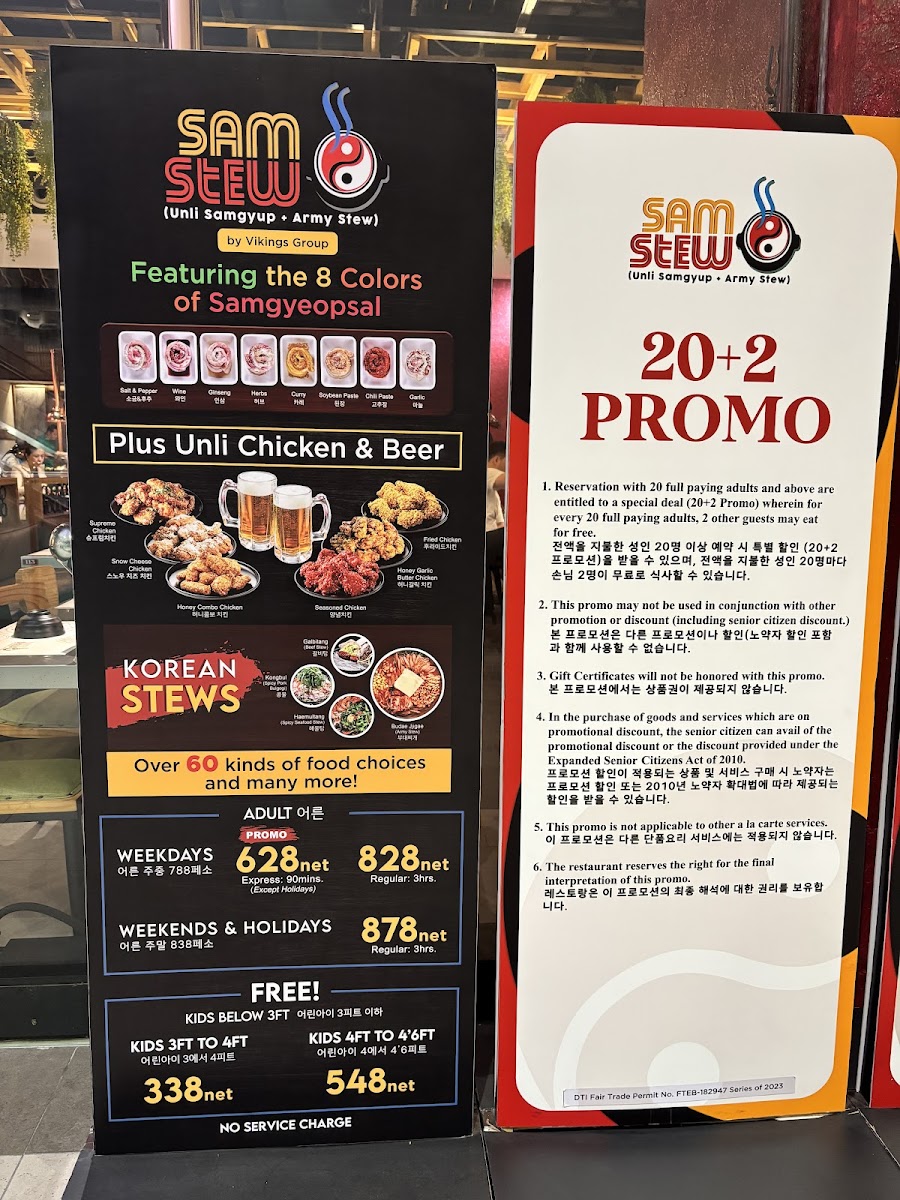 SAM
STEW
(Unli Samgyup + Army Stew)
by Vikings Group
Featuring the 8 Colors
of Samgyeopsal
Salt & Pepper
소금&후추
Wine
와인
Ginseng
인삼
Herbs
허브
Curry
카레
Soybean Paste
된장
Chili Paste
고추장
Garlic
마늘
Plus Unli Chicken & Beer
Supreme
Chicken
슈프림치킨
Snow Cheese
Chicken
스노우 치즈 치킨
Honey Combo Chicken
허니콤보 치킨
Fried Chicken
후라이드치킨
Honey Garlic
Butter Chicken
허니갈릭 치킨
Seasoned Chicken
양념치킨
KOREAN
STEWS
Galbitang
(Beef Stew)
갈비탕
Kongbul
(Spicy Pork
Bulgogi)
콩불
Haemultang
(Spicy Seafood Stew)
해물탕
Budae Jjigae
(Army Stew)
부대찌개
Over 60 kinds of food choices
and many more!
ADULT 어른
WEEKDAYS
어른 주중 788페소
PROMO
628net
Express: 90mins.
(Except Holidays)
828net
Regular: 3hrs.
WEEKENDS & HOLIDAYS
어른 주말 838페소
878net
Regular: 3hrs.
FREE!
KIDS BELOW 3FT 어린아이 3피트 이하
KIDS 3FT TO 4FT
어린아이 3에서 4피트
338net
KIDS 4FT TO 4'6FT
어린아이 4에서 4'6피트
548net
NO SERVICE CHARGE
SAM
STEW
(Unli Samgyup + Army Stew)
20+2
PROMO
1. Reservation with 20 full paying adults and above are
entitled to a special deal (20+2 Promo) wherein for
every 20 full paying adults, 2 other guests may eat
for free.
전액을 지불한 성인 20명 이상 예약 시 특별 할인 (20+2
프로모션)을 받을 수 있으며, 전액을 지불한 성인 20명마다
손님 2명이 무료로 식사할 수 있습니다.
2. This promo may not be used in conjunction with other
promotion or discount (including senior citizen discount.)
본 프로모션은 다른 프로모션이나 할인(노약자 할인 포함
과 함께 사용할 수 없습니다.
3. Gift Certificates will not be honored with this promo.
본 프로모션에서는 상품권이 제공되지 않습니다.
4. In the purchase of goods and services which are on
promotional discount, the senior citizen can avail of the
promotional discount or the discount provided under the
Expanded Senior Citizens Act of 2010.
프로모션 할인이 적용되는 상품 및 서비스 구매 시 노약자는
프로모션 할인 또는 2010년 노약자 확대법에 따라 제공되는
할인을 받을 수 있습니다.
5. This promo is not applicable to other a la carte services.
이 프로모션은 다른 단품요리 서비스에는 적용되지 않습니다.
6. The restaurant reserves the right for the final
interpretation of this promo.
레스토랑은 이 프로모션의 최종 해석에 대한 권리를 보유합
니다.
DTI Fair Trade Permit No. FTEB-182947 Series of 2023